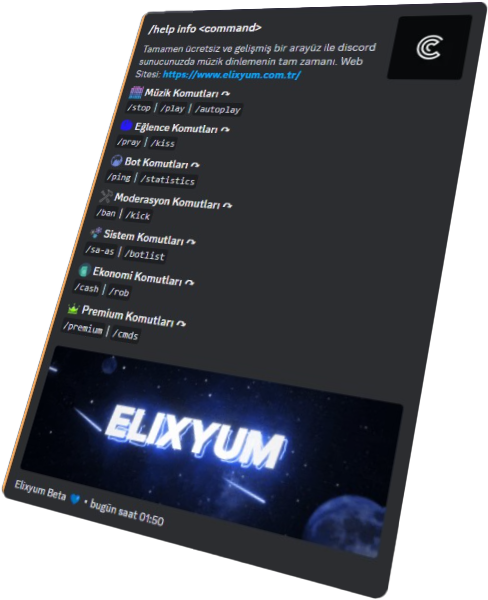 /help info <command>
Tamamen ücretsiz ve gelişmiş bir arayüz ile discord
sunucunuzda müzik dinlemenin tam zamanı. Web
Sitesi: https://www.elixyum.com.tr/
Müzik Komutları ↷
/stop | /play | /autoplay
Eğlence Komutları ↷
/pray | /kiss
Bot Komutları ↷
/ping | /statistics
Moderasyon Komutları ↷
/ban | /kick
Sistem Komutları ↷
/sa-as | /botlist
Ekonomi Komutları ↷
/cash | /rob
Premium Komutları ↷
/premium | /cmds
ELIXYUM
Elixyum Beta 💙 • bugün saat 01:50